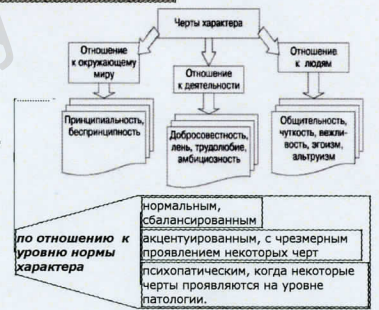 Черты характера
Отношение
к окружающему
миру
Отношение
к деятельности
Отношение
к людям
Принципиальность,
беспринципность
Добросовестность,
лень, трудолюбие,
амбициозность
Общительность,
чуткость, вежли-
вость, эгоизм,
альтруизм
по отношению к
уровню нормы
характера
нормальным,
сбалансированным
акцентуированным, с чрезмерным
проявлением некоторых черт
психопатическим, когда некоторые
черты проявляются на уровне
патологии.